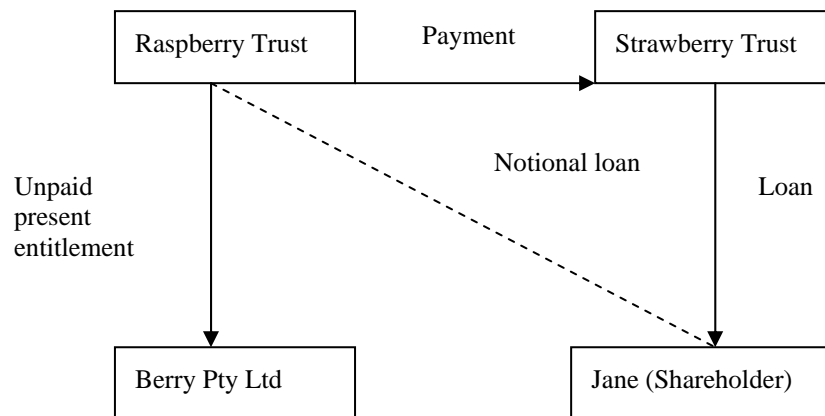 Raspberry Trust
Payment
Strawberry Trust
Unpaid
present
entitlement
Notional loan
Loan
Berry Pty Ltd
Jane (Shareholder)